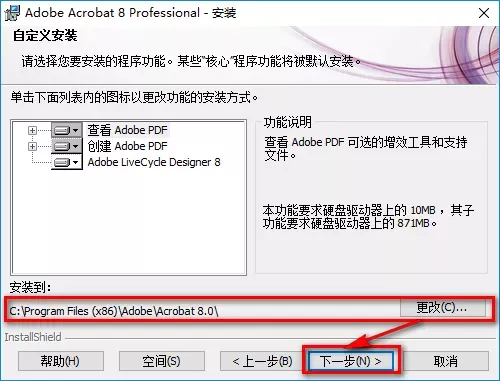 Adobe Acrobat 8 Professional - 安装
自定义安装
请选择您要安装的程序功能。某些"核心"程序功能将被默认安装。
单击下面列表内的图标以更改功能的安装方式。
查看 Adobe PDF
创建 Adobe PDF
Adobe LiveCycle Designer 8
功能说明
查看 Adobe PDF 可选的增效工具和支持
文件。
本功能要求硬盘驱动器上的 10MB ，其子
功能要求硬盘驱动器上的 871MB。
安装到:
C:\Program Files (x86)\Adobe\Acrobat 8.0\
更改(C)...
InstallShield
帮助(H)
空间(S)
< 上一步(B)
下一步(N) >
取消